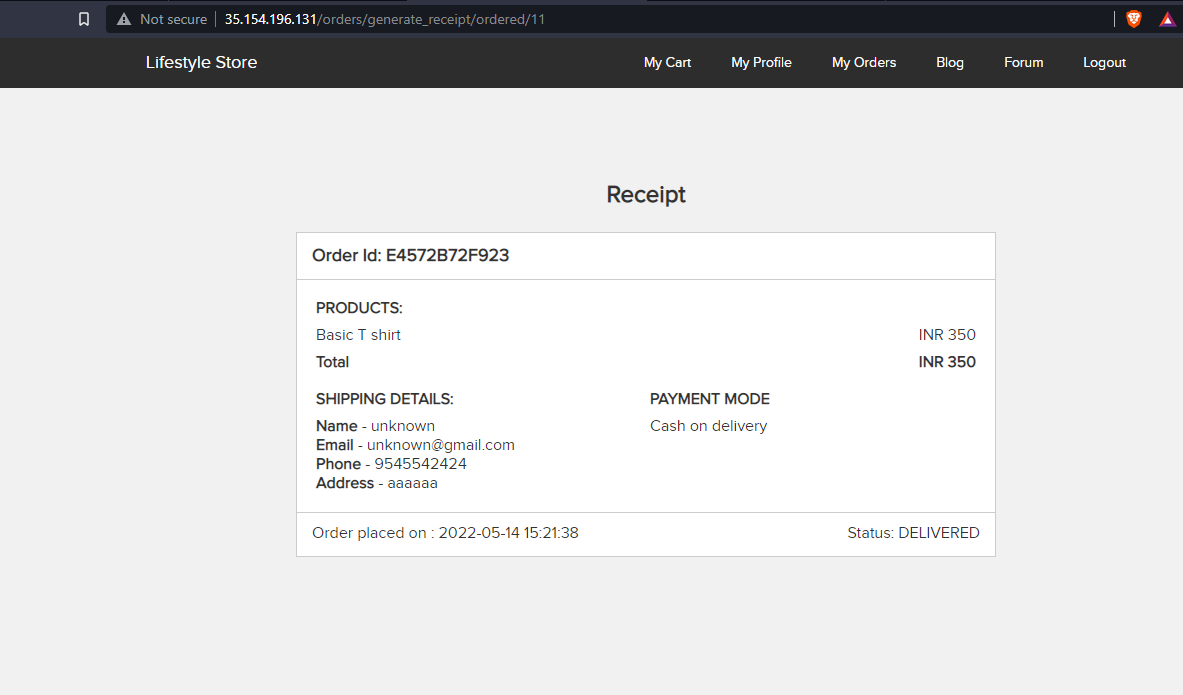 Not secure 35.154.196.131/orders/generate_receipt/ordered/11
Lifestyle Store My Cart My Profile My Orders Blog Forum Logout
Receipt
Order Id: E4572B72F923
PRODUCTS:
Basic T shirt INR 350
Total INR 350
SHIPPING DETAILS: PAYMENT MODE
Name - unknown Cash on delivery
Email - unknown@gmail.com
Phone - 9545542424
Address - aaaaaa
Order placed on : 2022-05-14 15:21:38 Status: DELIVERED